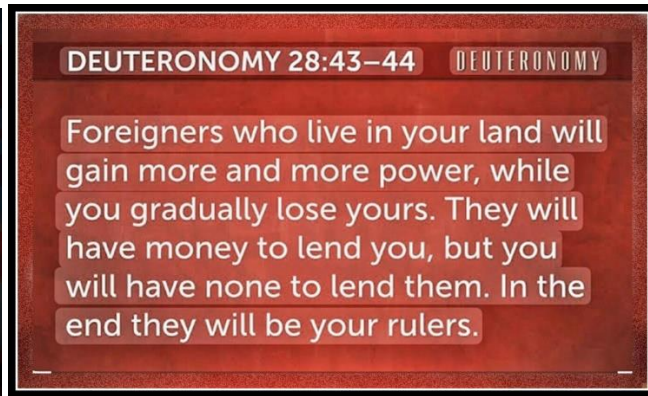 DEUTERONOMY 28:43–44 DEUTERONOMY
Foreigners who live in your land will
gain more and more power, while
you gradually lose yours. They will
have money to lend you, but you
will have none to lend them. In the
end they will be your rulers.